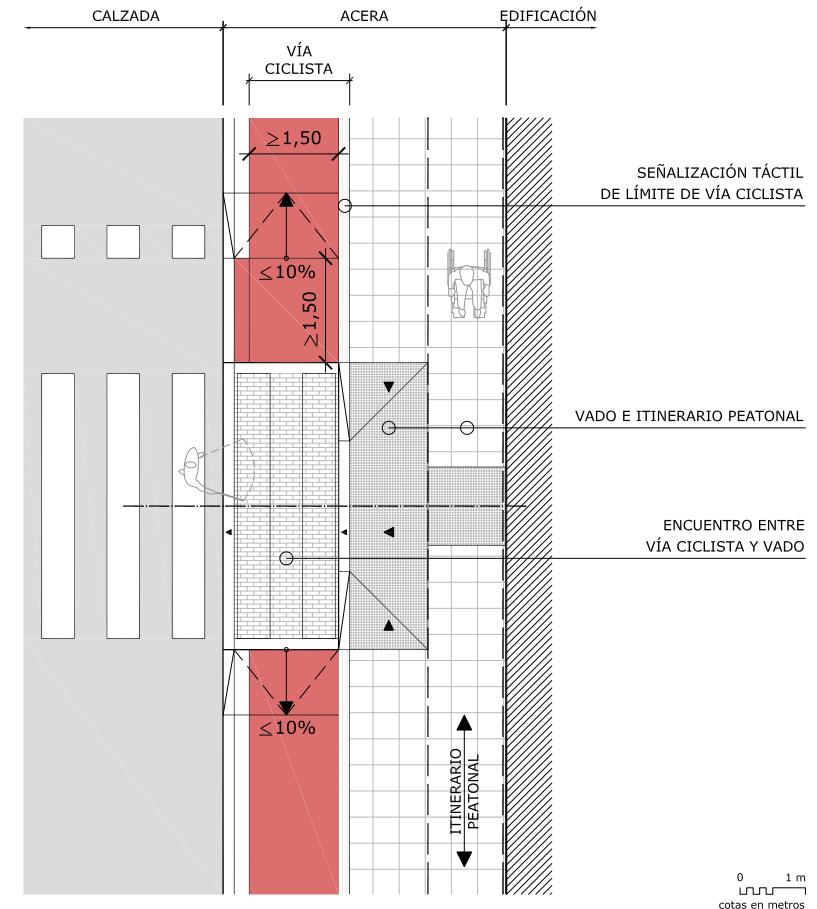 CALZADA
ACERA
EDIFICACIÓN
VÍA
CICLISTA
≥1,50
SEÑALIZACIÓN TÁCTIL
DE LÍMITE DE VÍA CICLISTA
≤10%
≥1,50
VADO E ITINERARIO PEATONAL
ENCUENTRO ENTRE
VÍA CICLISTA Y VADO
≤10%
ITINERARIO
PEATONAL
0 1 m
cotas en metros